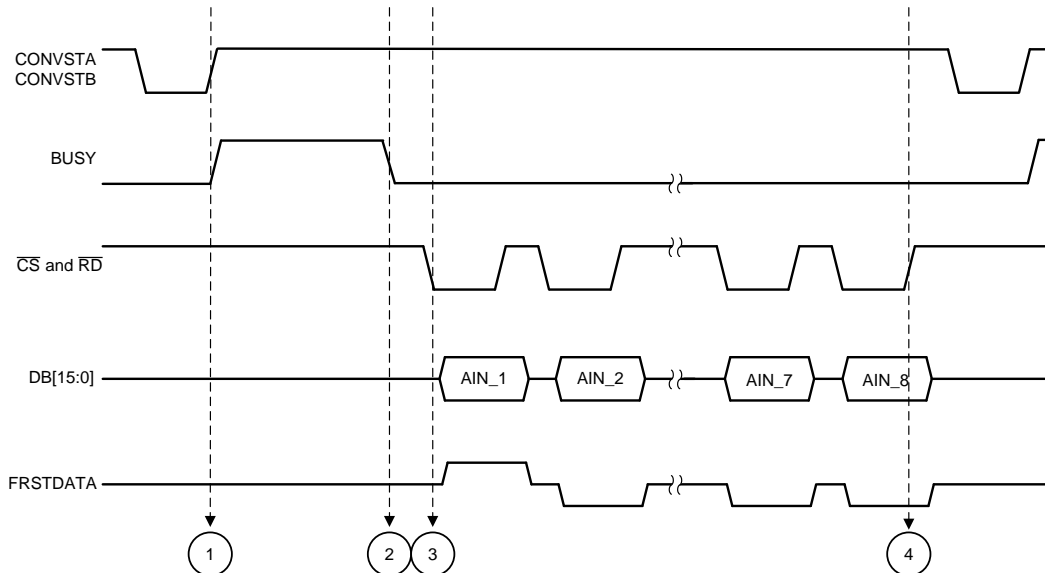 CONVSTA
CONVSTB
BUSY
CS and RD
DB[15:0]
AIN_1
AIN_2
AIN_7
AIN_8
FRSTDATA
1
2
3
4